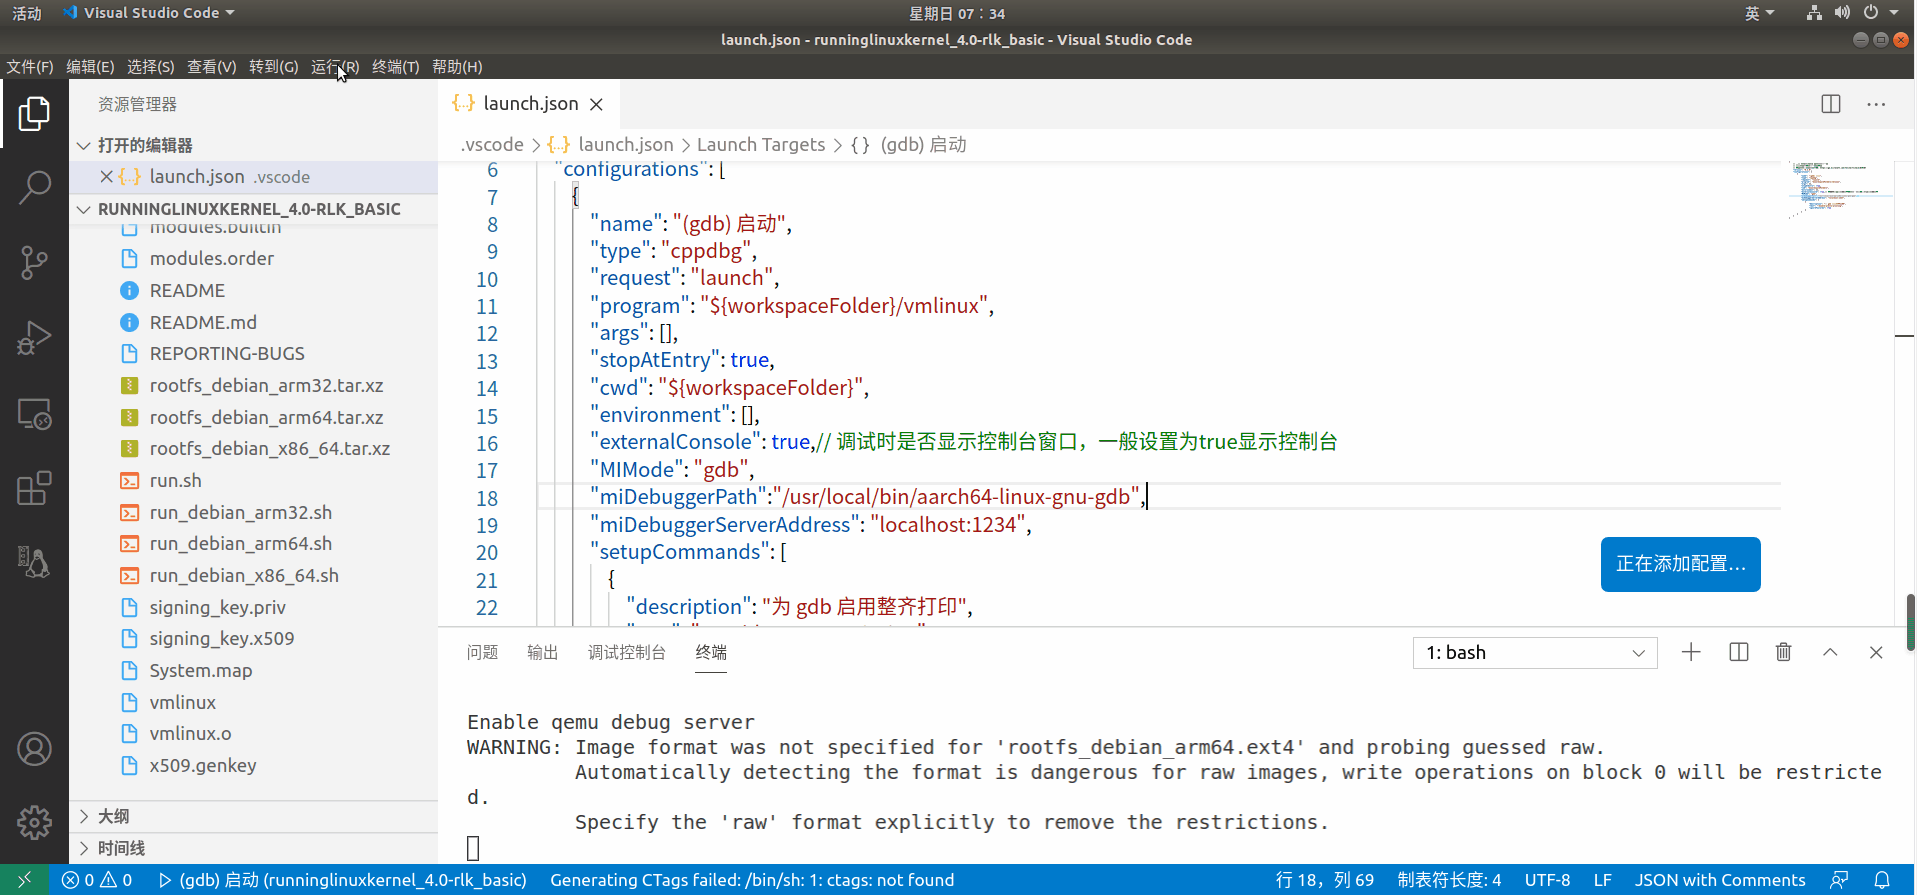 活动 Visual Studio Code 星期日 07：34 英
launch.json - runninglinuxkernel_4.0-rlk_basic - Visual Studio Code
文件(F) 编辑(E) 选择(S) 查看(V) 转到(G) 运行(R) 终端(T) 帮助(H)
资源管理器
打开的编辑器
launch.json .vscode
RUNNINGLINUXKERNEL_4.0-RLK_BASIC
modules.builtin
modules.order
README
README.md
REPORTING-BUGS
rootfs_debian_arm32.tar.xz
rootfs_debian_arm64.tar.xz
rootfs_debian_x86_64.tar.xz
run.sh
run_debian_arm32.sh
run_debian_arm64.sh
run_debian_x86_64.sh
signing_key.priv
signing_key.x509
System.map
vmlinux
vmlinux.o
x509.genkey
大纲
时间线
{..} launch.json
.vscode > {..} launch.json > Launch Targets > {} (gdb) 启动
6 "configurations": [
7 {
8 "name": "(gdb) 启动",
9 "type": "cppdbg",
10 "request": "launch",
11 "program": "${workspaceFolder}/vmlinux",
12 "args": [],
13 "stopAtEntry": true,
14 "cwd": "${workspaceFolder}",
15 "environment": [],
16 "externalConsole": true,// 调试时是否显示控制台窗口，一般设置为true显示控制台
17 "MIMode": "gdb",
18 "miDebuggerPath":"/usr/local/bin/aarch64-linux-gnu-gdb",
19 "miDebuggerServerAddress": "localhost:1234",
20 "setupCommands": [
21 {
22 "description": "为 gdb 启用整齐打印",
正在添加配置...
问题 输出 调试控制台 终端 1: bash
Enable qemu debug server
WARNING: Image format was not specified for 'rootfs_debian_arm64.ext4' and probing guessed raw.
Automatically detecting the format is dangerous for raw images, write operations on block 0 will be restricte
d.
Specify the 'raw' format explicitly to remove the restrictions.
0 0 (gdb) 启动 (runninglinuxkernel_4.0-rlk_basic) Generating CTags failed: /bin/sh: 1: ctags: not found 行 18，列 69 制表符长度: 4 UTF-8 LF JSON with Comments